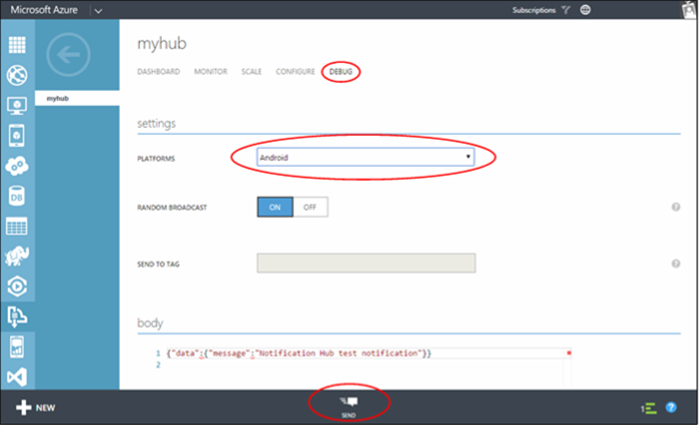 Microsoft Azure
Subscriptions
myhub
DASHBOARD MONITOR SCALE CONFIGURE DEBUG
myhub
settings
PLATFORMS Android
RANDOM BROADCAST ON OFF ?
DB
SEND TO TAG ?
body
1 {"data":{"message":"Notification Hub test notification"}}
2
NEW SEND 1 ?